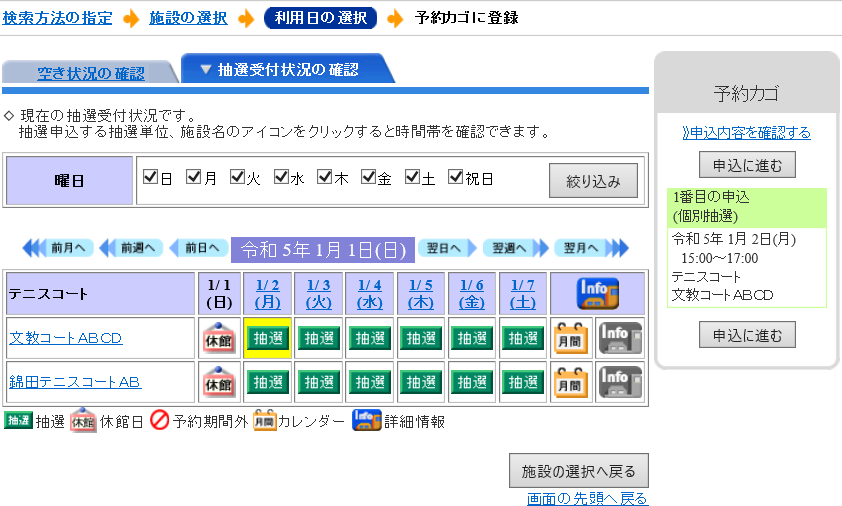 検索方法の指定 施設の選択 利用日の選択 予約カゴに登録
空き状況の確認 ▼抽選受付状況の確認
◇ 現在の抽選受付状況です。
抽選申込する抽選単位、施設名のアイコンをクリックすると時間帯を確認できます。
曜日 日 月 火 水 木 金 土 祝日 絞り込み
前月へ 前週へ 前日へ 令和 5年 1月 1日(日) 翌日へ 翌週へ 翌月へ
テニスコート 1/1 1/2 1/3 1/4 1/5 1/6 1/7 Info
(日) (月) (火) (水) (木) (金) (土)
文教コートABCD 休館 抽選 抽選 抽選 抽選 抽選 抽選 月間 Info
錦田テニスコートAB 休館 抽選 抽選 抽選 抽選 抽選 抽選 月間 Info
抽選 抽選 休館 休館日 予約期間外 月間 カレンダー Info 詳細情報
施設の選択へ戻る
画面の先頭へ戻る
予約カゴ
》申込内容を確認する
申込に進む
1番目の申込
(個別抽選)
令和 5年 1月 2日(月)
15:00～17:00
テニスコート
文教コートABCD
申込に進む